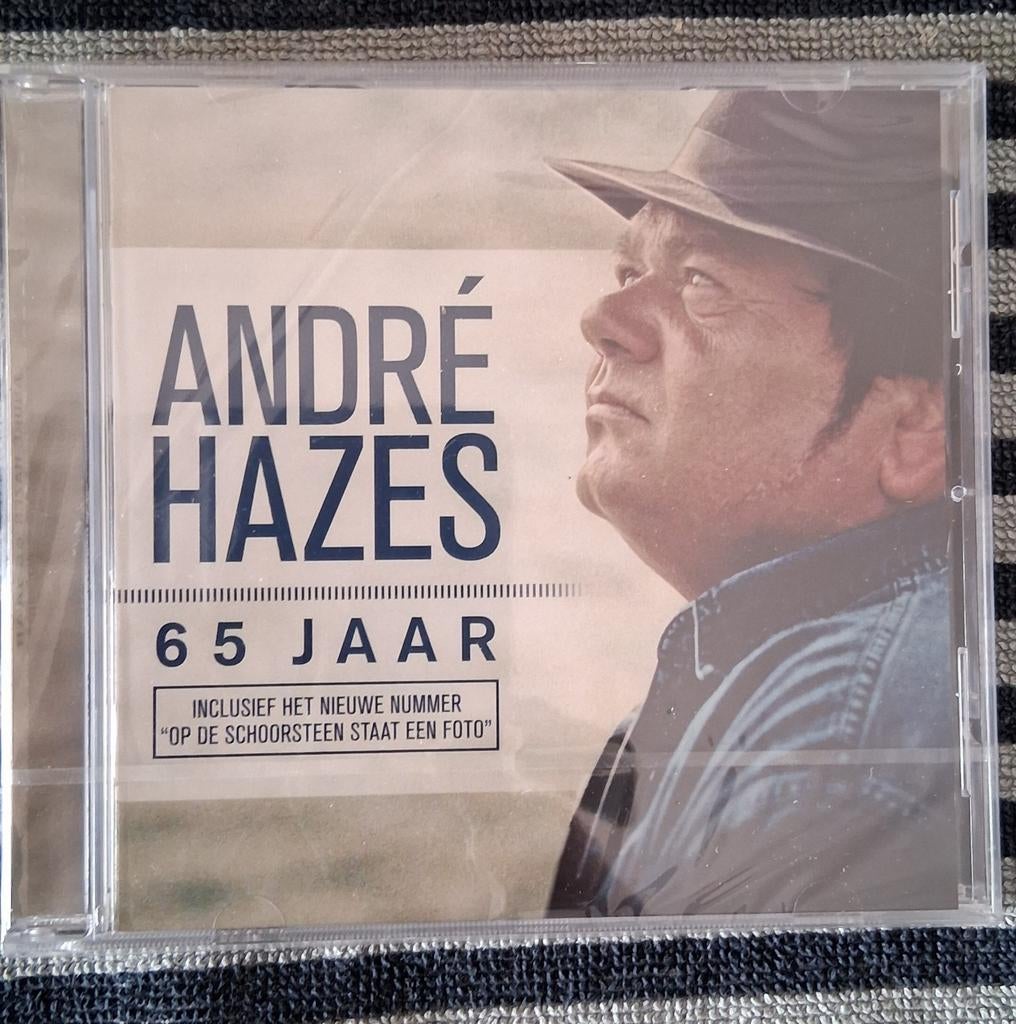 ANDRÉ
HAZES
65 JAAR
INCLUSIEF HET NIEUWE NUMMER
“OP DE SCHOORSTEEN STAAT EEN FOTO”